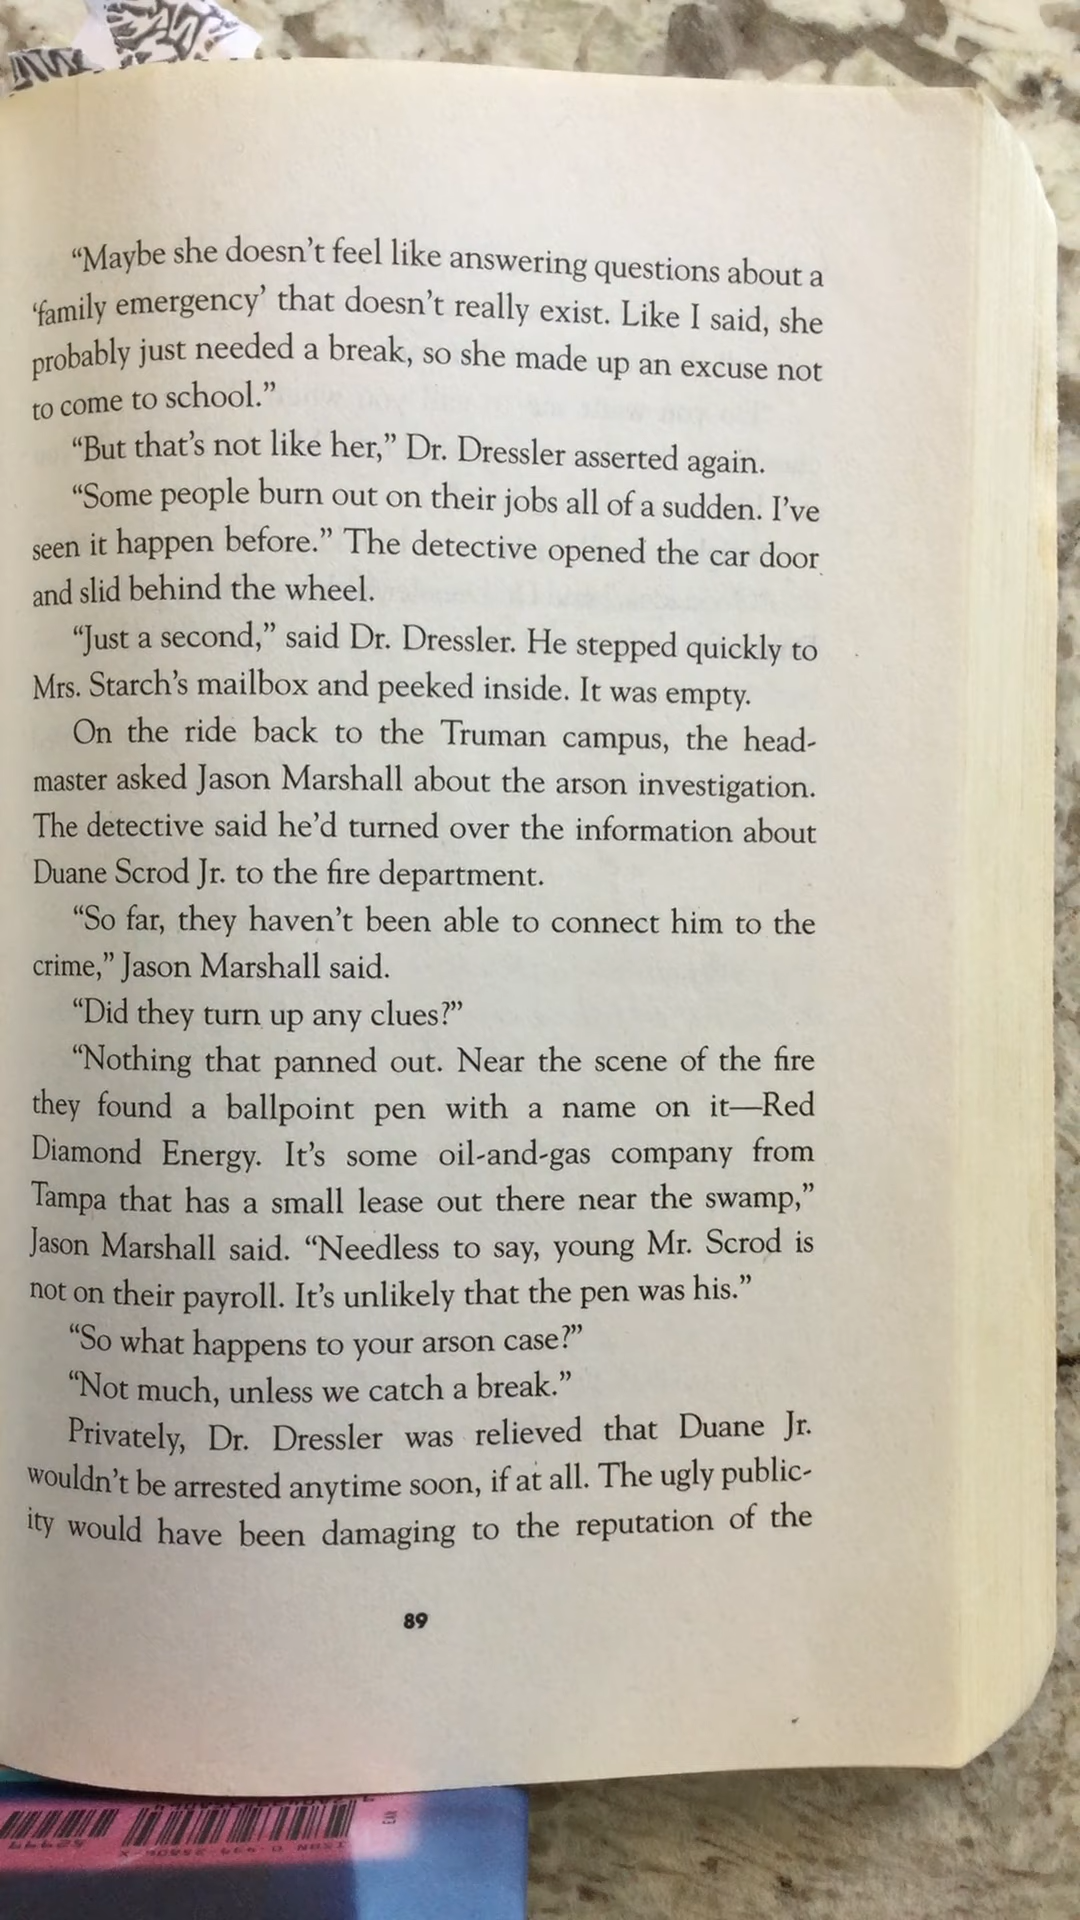 “Maybe she doesn’t feel like answering questions about a
‘family emergency’ that doesn’t really exist. Like I said, she
probably just needed a break, so she made up an excuse not
to come to school.”
“But that’s not like her,” Dr. Dressler asserted again.
“Some people burn out on their jobs all of a sudden. I’ve
seen it happen before.” The detective opened the car door
and slid behind the wheel.
“Just a second,” said Dr. Dressler. He stepped quickly to
Mrs. Starch’s mailbox and peeked inside. It was empty.
On the ride back to the Truman campus, the head-
master asked Jason Marshall about the arson investigation.
The detective said he’d turned over the information about
Duane Scrod Jr. to the fire department.
“So far, they haven’t been able to connect him to the
crime,” Jason Marshall said.
“Did they turn up any clues?”
“Nothing that panned out. Near the scene of the fire
they found a ballpoint pen with a name on it—Red
Diamond Energy. It’s some oil-and-gas company from
Tampa that has a small lease out there near the swamp,”
Jason Marshall said. “Needless to say, young Mr. Scrod is
not on their payroll. It’s unlikely that the pen was his.”
“So what happens to your arson case?”
“Not much, unless we catch a break.”
Privately, Dr. Dressler was relieved that Duane Jr.
wouldn’t be arrested anytime soon, if at all. The ugly public-
ity would have been damaging to the reputation of the
89